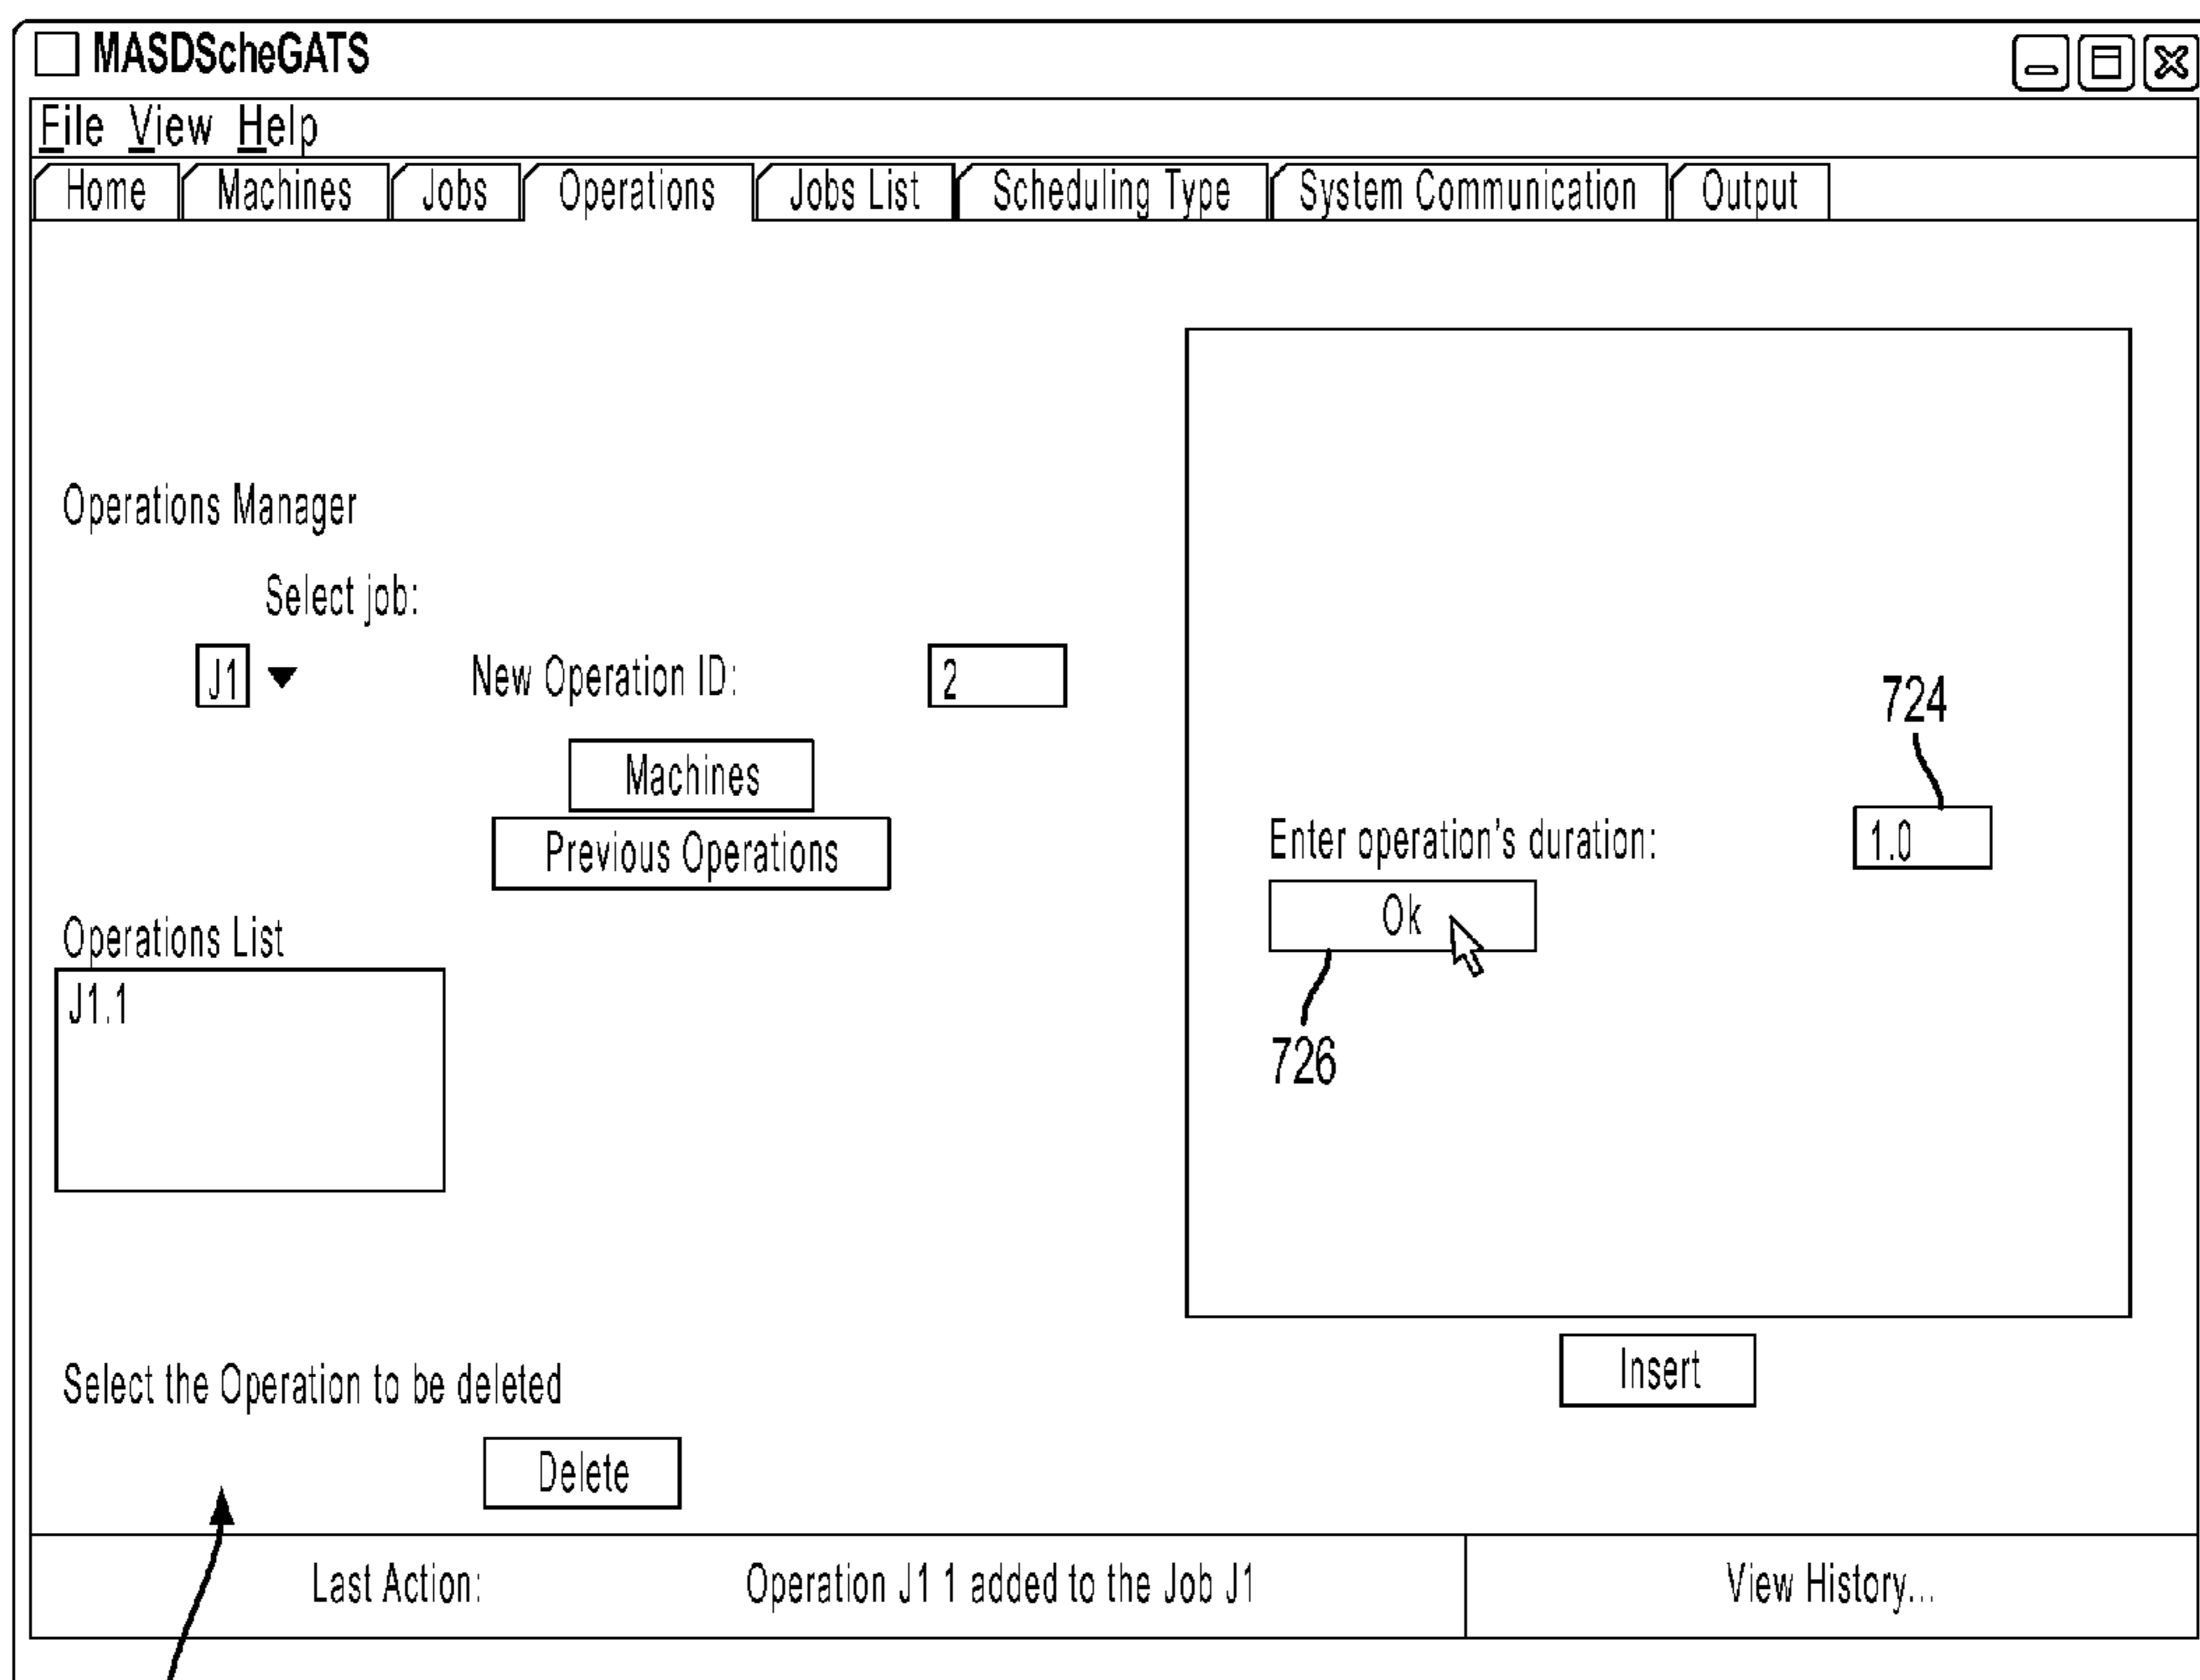 MASDScheGATS
File View Help
Home Machines Jobs Operations Jobs List Scheduling Type System Communication Output
Operations Manager
Select job:
J1 New Operation ID: 2
724
Machines
Enter operation's duration: 1.0
Previous Operations
Ok
Operations List
J1.1
726
Insert
Select the Operation to be deleted
Delete
Last Action: Operation J1 1 added to the Job J1 View History...